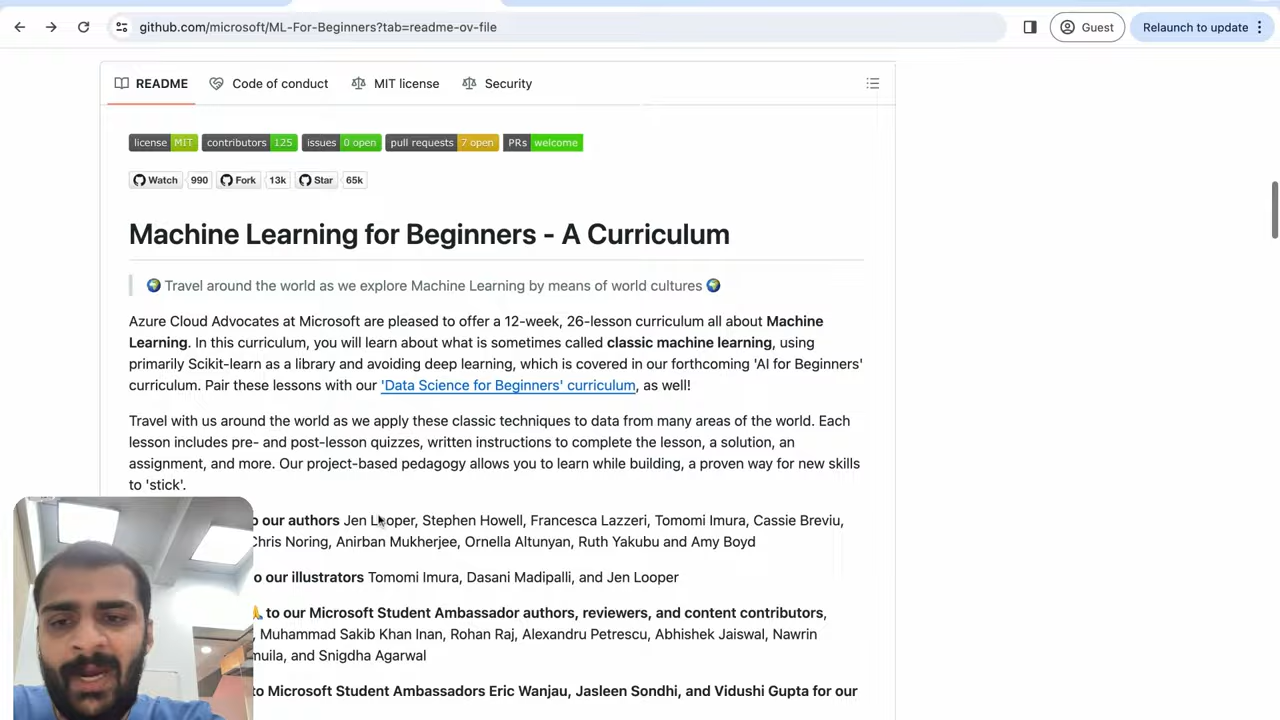 github.com/microsoft/ML-For-Beginners?tab=readme-ov-file
Guest
Relaunch to update
README
Code of conduct
MIT license
Security
license MIT
contributors 125
issues 0 open
pull requests 7 open
PRs welcome
Watch 990
Fork 13k
Star 65k
Machine Learning for Beginners - A Curriculum
🌍 Travel around the world as we explore Machine Learning by means of world cultures 🌍
Azure Cloud Advocates at Microsoft are pleased to offer a 12-week, 26-lesson curriculum all about Machine
Learning. In this curriculum, you will learn about what is sometimes called classic machine learning, using
primarily Scikit-learn as a library and avoiding deep learning, which is covered in our forthcoming 'AI for Beginners'
curriculum. Pair these lessons with our 'Data Science for Beginners' curriculum, as well!
Travel with us around the world as we apply these classic techniques to data from many areas of the world. Each
lesson includes pre- and post-lesson quizzes, written instructions to complete the lesson, a solution, an
assignment, and more. Our project-based pedagogy allows you to learn while building, a proven way for new skills
to 'stick'.
o our authors Jen Looper, Stephen Howell, Francesca Lazzeri, Tomomi Imura, Cassie Breviu,
Chris Noring, Anirban Mukherjee, Ornella Altunyan, Ruth Yakubu and Amy Boyd
o our illustrators Tomomi Imura, Dasani Madipalli, and Jen Looper
🙏 to our Microsoft Student Ambassador authors, reviewers, and content contributors,
, Muhammad Sakib Khan Inan, Rohan Raj, Alexandru Petrescu, Abhishek Jaiswal, Nawrin
muila, and Snigdha Agarwal
to Microsoft Student Ambassadors Eric Wanjau, Jasleen Sondhi, and Vidushi Gupta for our